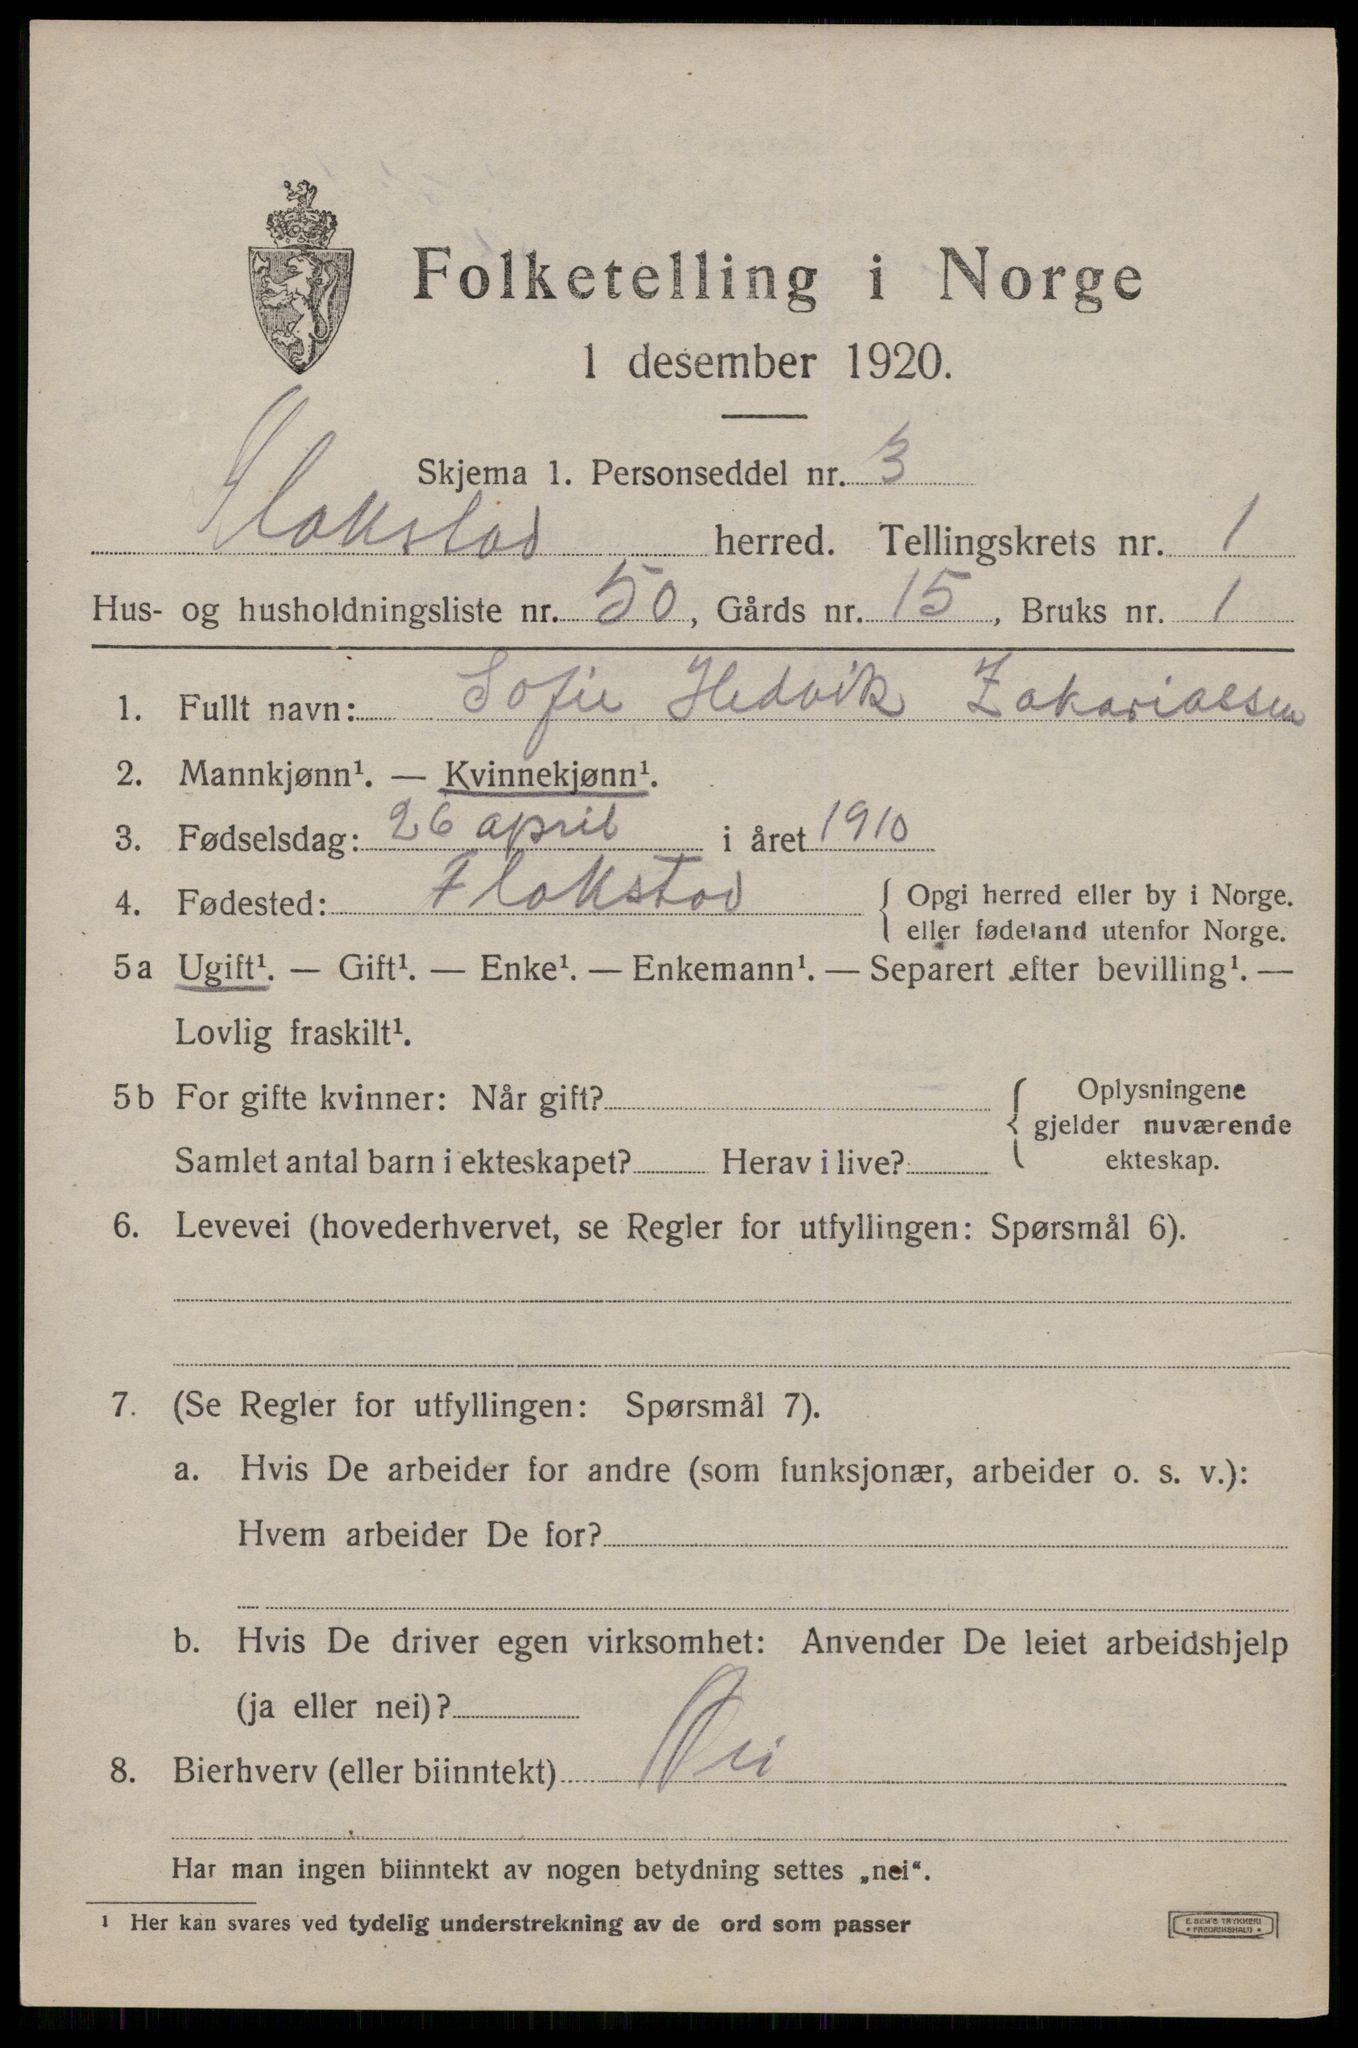 Folketelling i Norge
1 desember 1920.
Skjema 1. Personseddel nr. 3
Flakstad herred. Tellingskrets nr. 1
Hus- og husholdningsliste nr. 50, Gårds nr. 15, Bruks nr. 1
1. Fullt navn: Sofie Hedvik Zakariassen
2. Mannkjønn¹. — Kvinnekjønn¹.
3. Fødselsdag: 26 april i året 1910
4. Fødested: Flakstad { Opgi herred eller by i Norge.
eller fødeland utenfor Norge.
5a Ugift¹. — Gift¹. — Enke¹. — Enkemann¹. — Separert efter bevilling¹. —
Lovlig fraskilt¹.
5b For gifte kvinner: Når gift? { Oplysningene
gjelder nuværende
ekteskap.
Samlet antal barn i ekteskapet? Herav i live?
6. Levevei (hovederhvervet, se Regler for utfyllingen: Spørsmål 6).
7. (Se Regler for utfyllingen: Spørsmål 7).
a. Hvis De arbeider for andre (som funksjonær, arbeider o. s. v.):
Hvem arbeider De for?
b. Hvis De driver egen virksomhet: Anvender De leiet arbeidshjelp
(ja eller nei)?
8. Bierhverv (eller biinntekt) Nei
Har man ingen biinntekt av nogen betydning settes „nei“.
¹ Her kan svares ved tydelig understrekning av de ord som passer
E. SEM'S TRYKKERI
• FREDRIKSHALD •